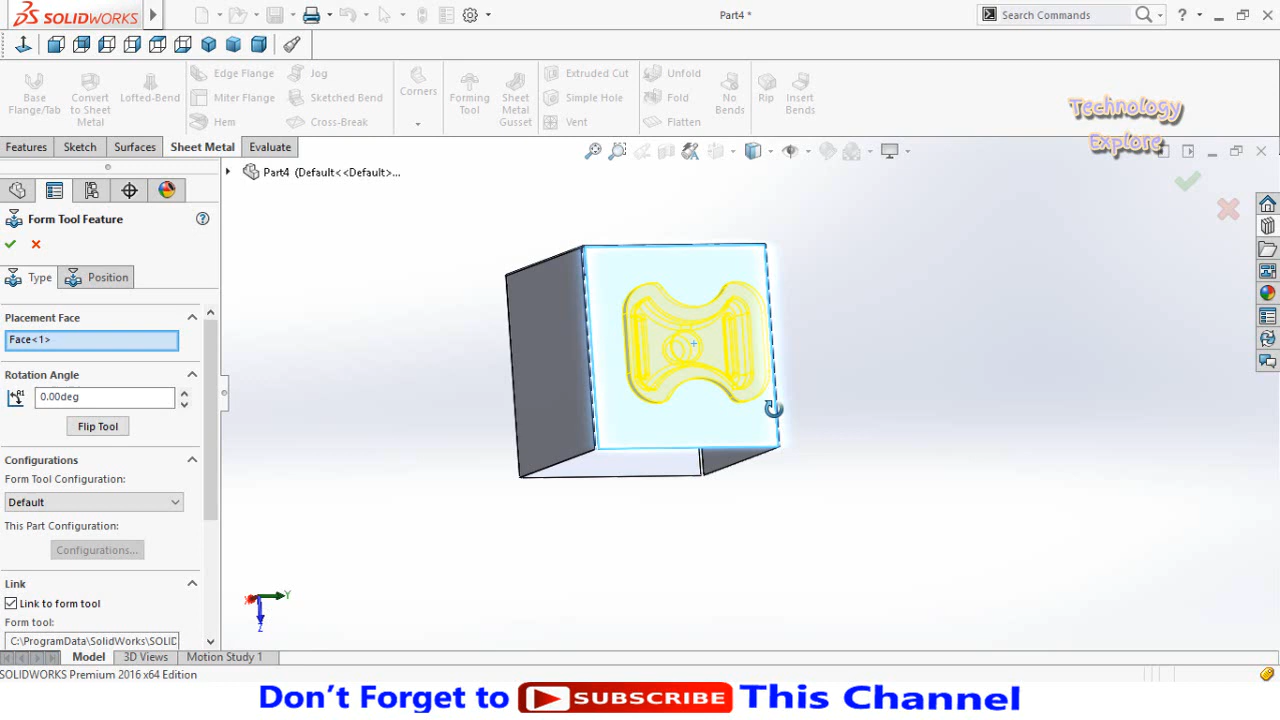 SOLIDWORKS
Part4 *
Search Commands
Base Flange/Tab
Convert to Sheet Metal
Lofted-Bend
Edge Flange
Miter Flange
Hem
Jog
Sketched Bend
Cross-Break
Corners
Forming Tool
Sheet Metal Gusset
Extruded Cut
Simple Hole
Vent
Unfold
Fold
Flatten
No Bends
Rip
Insert Bends
Technology
Explore
Features
Sketch
Surfaces
Sheet Metal
Evaluate
Part4 (Default<<Default>...
Form Tool Feature
Type
Position
Placement Face
Face<1>
Rotation Angle
0.00deg
Flip Tool
Configurations
Form Tool Configuration:
Default
This Part Configuration:
Configurations...
Link
Link to form tool
Form tool:
C:\ProgramData\SolidWorks\SOLID
X
Y
Z
Model
3D Views
Motion Study 1
SOLIDWORKS Premium 2016 x64 Edition
Don't Forget to SUBSCRIBE This Channel